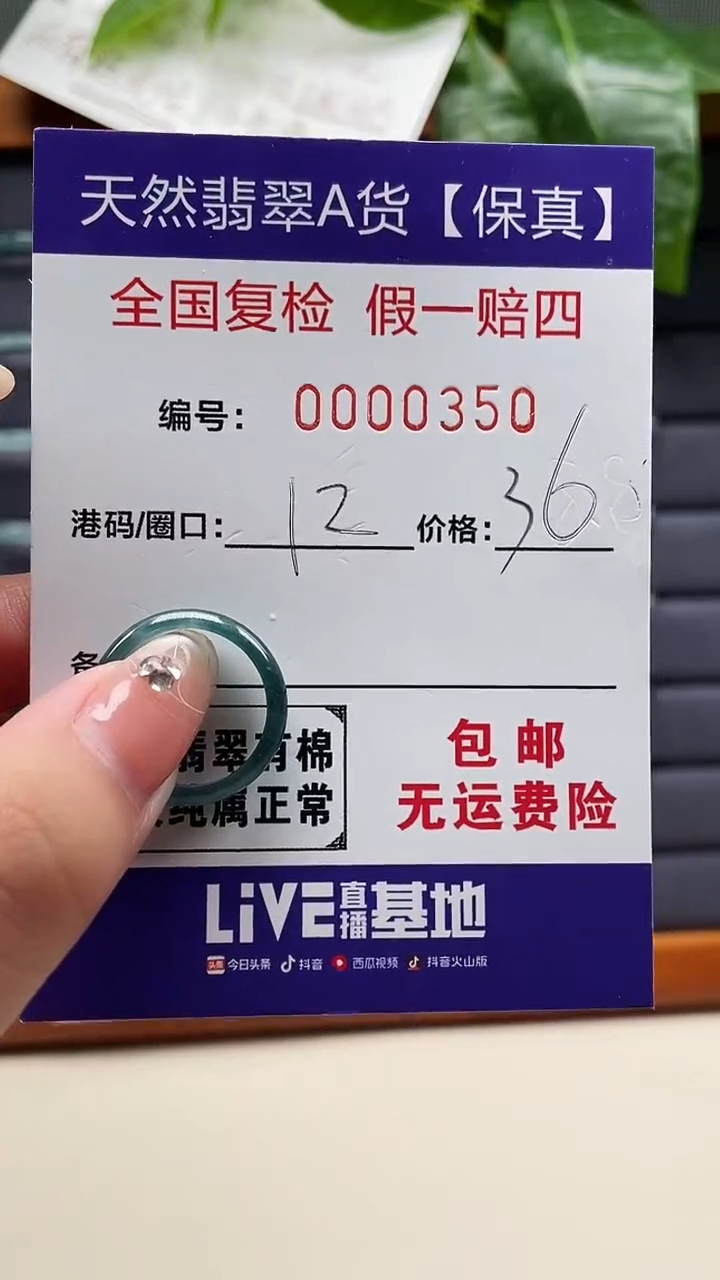 天然翡翠A货【保真】
全国复检 假一赔四
编号: 0000350
港码/圈口: 12 价格: 36
备
翡翠有棉
纯属正常
包邮
无运费险
LiVE直播基地
头条 今日头条 抖音 西瓜视频 抖音火山版